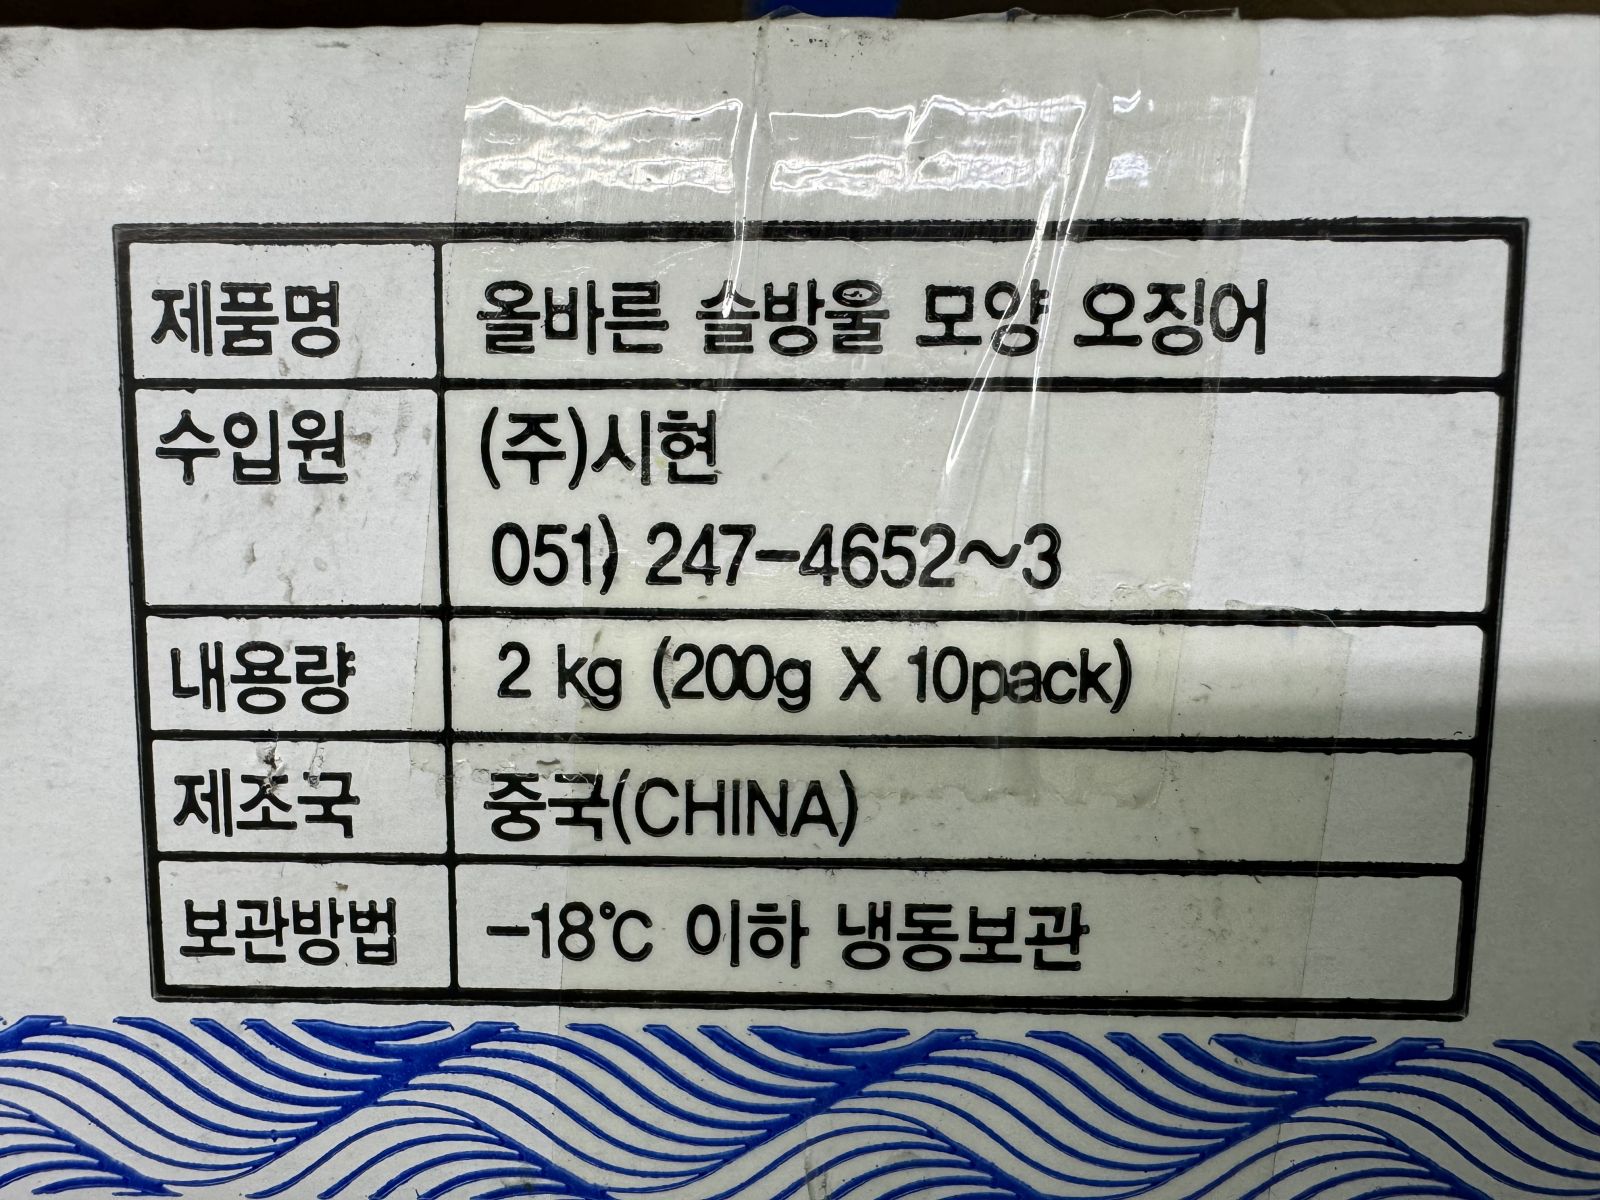 제품명 올바른 슬방울 모양 오징어
수입원 (주)시현
051) 247-4652~3
내용량 2 kg (200g X 10pack)
제조국 중국(CHINA)
보관방법 -18℃ 이하 냉동보관